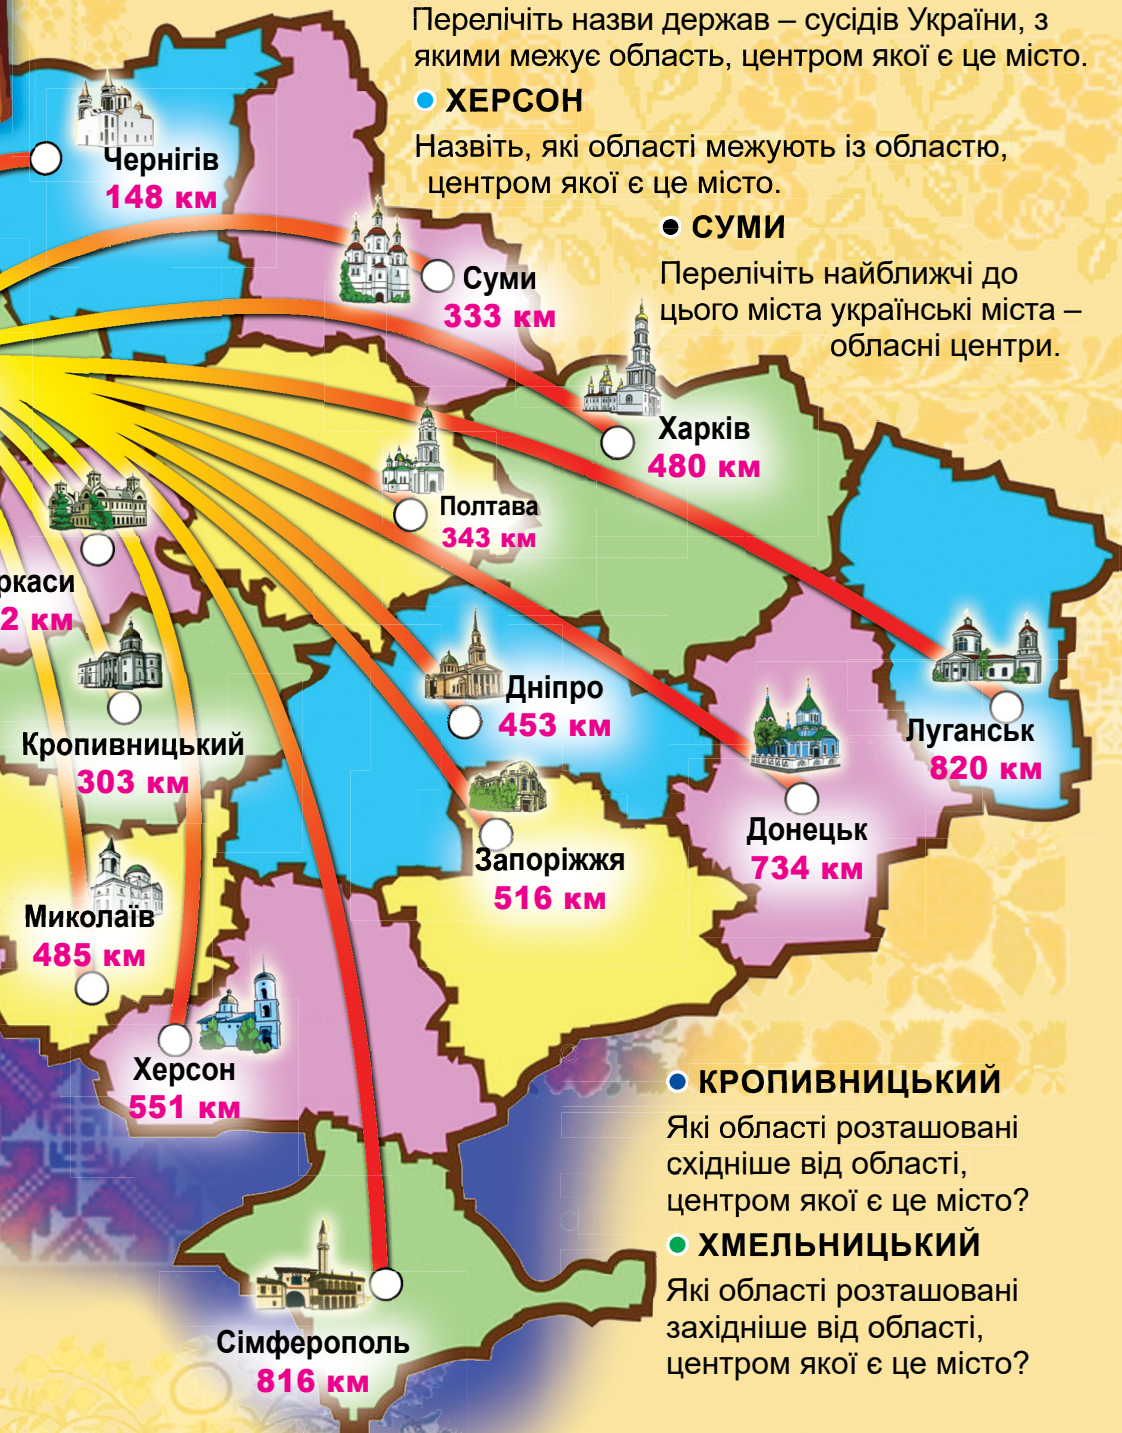 Перелічіть назви держав – сусідів України, з
якими межує область, центром якої є це місто.
ХЕРСОН
Назвіть, які області межують із областю,
центром якої є це місто.
СУМИ
Перелічіть найближчі до
цього міста українські міста –
обласні центри.
Чернігів
148 км
Суми
333 км
Харків
480 км
Полтава
343 км
ркаси
2 км
Дніпро
453 км
Кропивницький
303 км
Луганськ
820 км
Донецьк
734 км
Запоріжжя
516 км
Миколаїв
485 км
Херсон
551 км
Сімферополь
816 км
КРОПИВНИЦЬКИЙ
Які області розташовані
східніше від області,
центром якої є це місто?
ХМЕЛЬНИЦЬКИЙ
Які області розташовані
західніше від області,
центром якої є це місто?